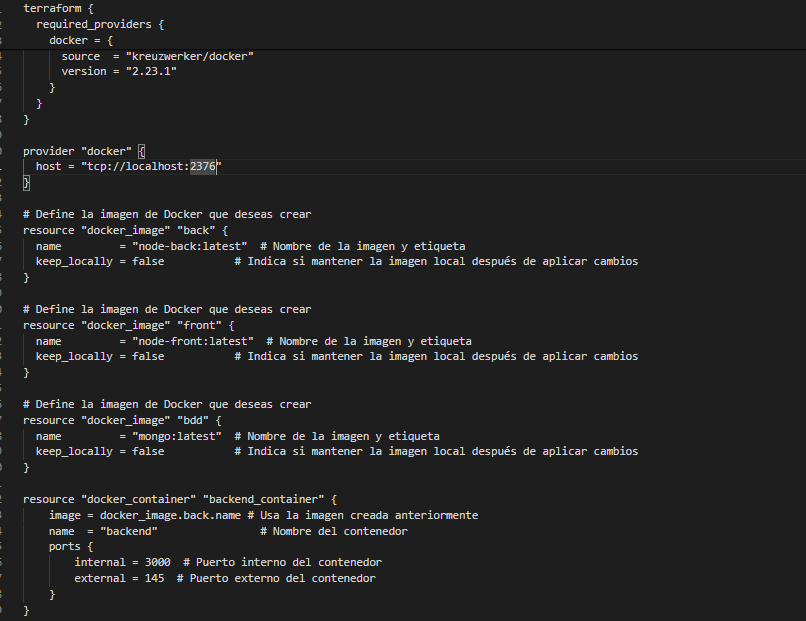 terraform {
  required_providers {
    docker = {
      source  = "kreuzwerker/docker"
      version = "2.23.1"
    }
  }
}
provider "docker" {
  host = "tcp://localhost:2376"
}
# Define la imagen de Docker que deseas crear
resource "docker_image" "back" {
  name         = "node-back:latest"  # Nombre de la imagen y etiqueta
  keep_locally = false           # Indica si mantener la imagen local después de aplicar cambios
}
# Define la imagen de Docker que deseas crear
resource "docker_image" "front" {
  name         = "node-front:latest"  # Nombre de la imagen y etiqueta
  keep_locally = false           # Indica si mantener la imagen local después de aplicar cambios
}
# Define la imagen de Docker que deseas crear
resource "docker_image" "bdd" {
  name         = "mongo:latest"  # Nombre de la imagen y etiqueta
  keep_locally = false           # Indica si mantener la imagen local después de aplicar cambios
}
resource "docker_container" "backend_container" {
    image = docker_image.back.name # Usa la imagen creada anteriormente
    name  = "backend"                # Nombre del contenedor
    ports {
        internal = 3000  # Puerto interno del contenedor
        external = 145  # Puerto externo del contenedor
    }
}